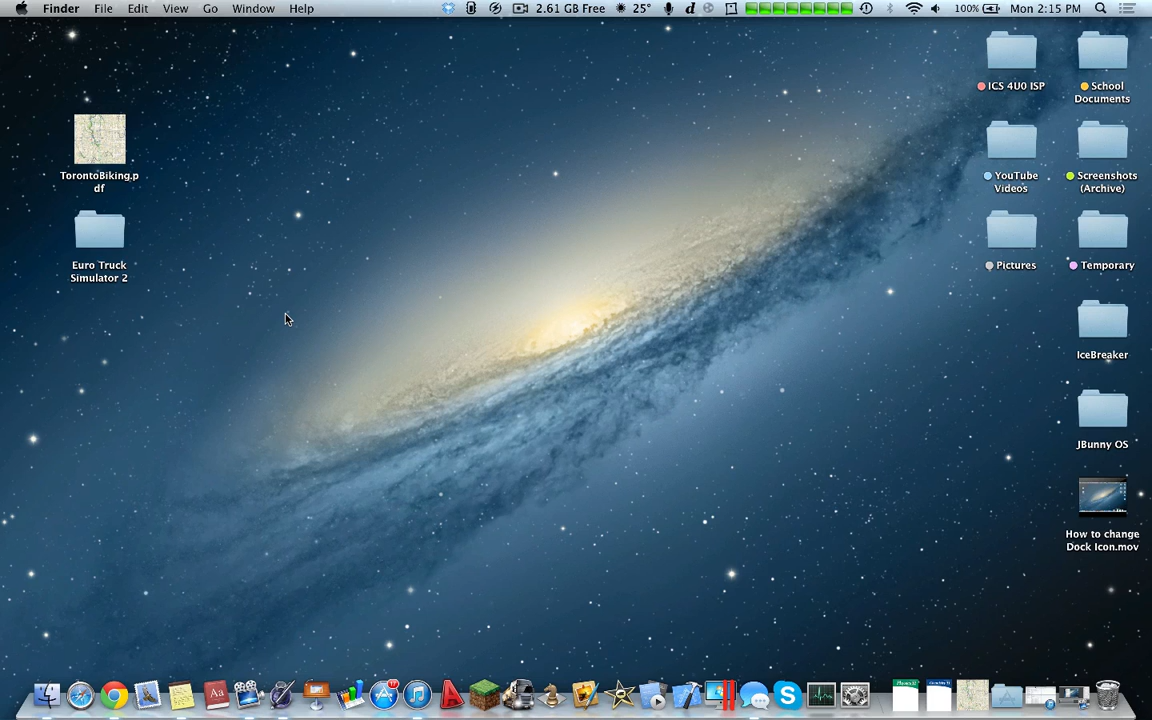 Finder File Edit View Go Window Help 2.61 GB Free 25° 100% Mon 2:15 PM
ICS 4U0 ISP
School
Documents
TorontoBiking.p
df
YouTube
Videos
Screenshots
(Archive)
Euro Truck
Simulator 2
Pictures
Temporary
IceBreaker
JBunny OS
How to change
Dock Icon.mov
Aa